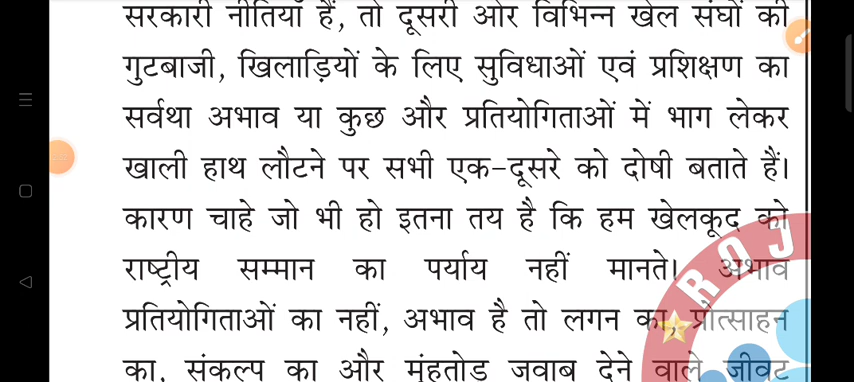 सरकारी नीतियाँ हैं, तो दूसरी ओर विभिन्न खेल संघों की
गुटबाजी, खिलाड़ियों के लिए सुविधाओं एवं प्रशिक्षण का
सर्वथा अभाव या कुछ और प्रतियोगिताओं में भाग लेकर
खाली हाथ लौटने पर सभी एक-दूसरे को दोषी बताते हैं।
कारण चाहे जो भी हो इतना तय है कि हम खेलकूद को
राष्ट्रीय सम्मान का पर्याय नहीं मानते। अभाव
प्रतियोगिताओं का नहीं, अभाव है तो लगन का, प्रोत्साहन
का, संकल्प का और मुंहतोड जवाब देने वाले जीवट
ROJ